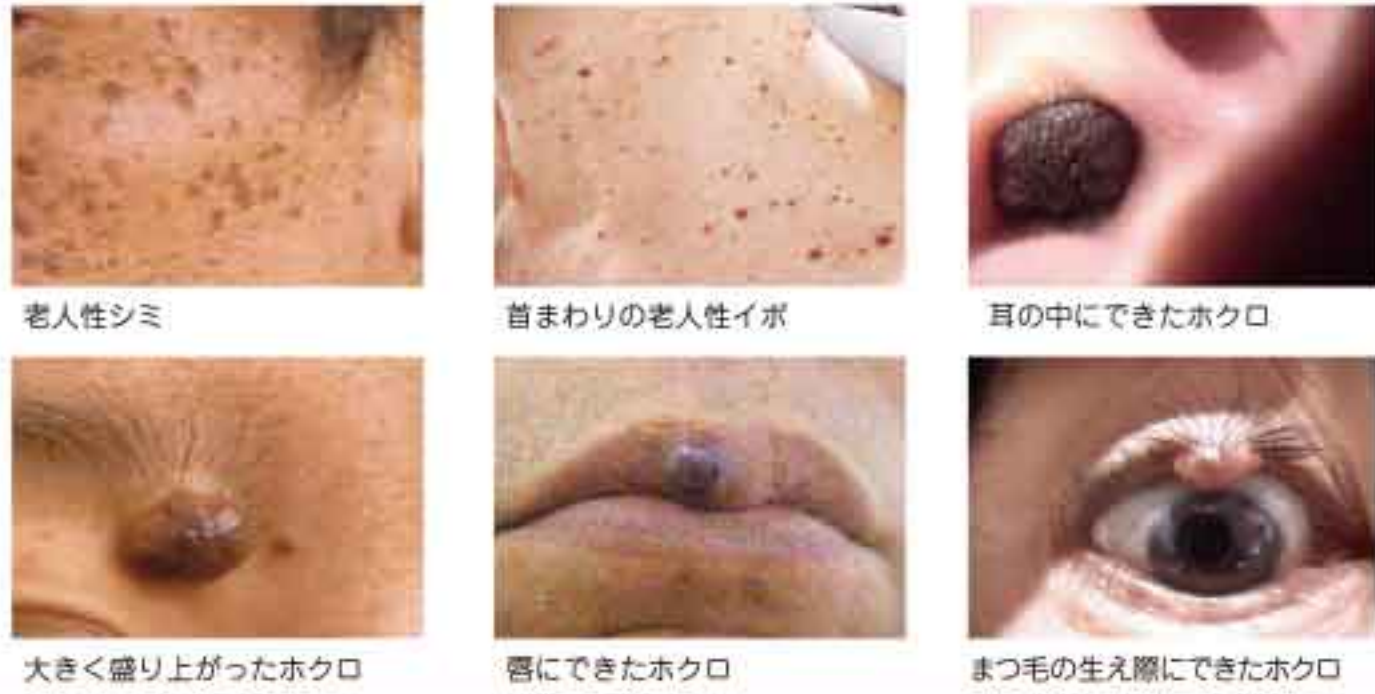 老人性シミ
首まわりの老人性イボ
耳の中にできたホクロ
大きく盛り上がったホクロ
唇にできたホクロ
まつ毛の生え際にできたホクロ